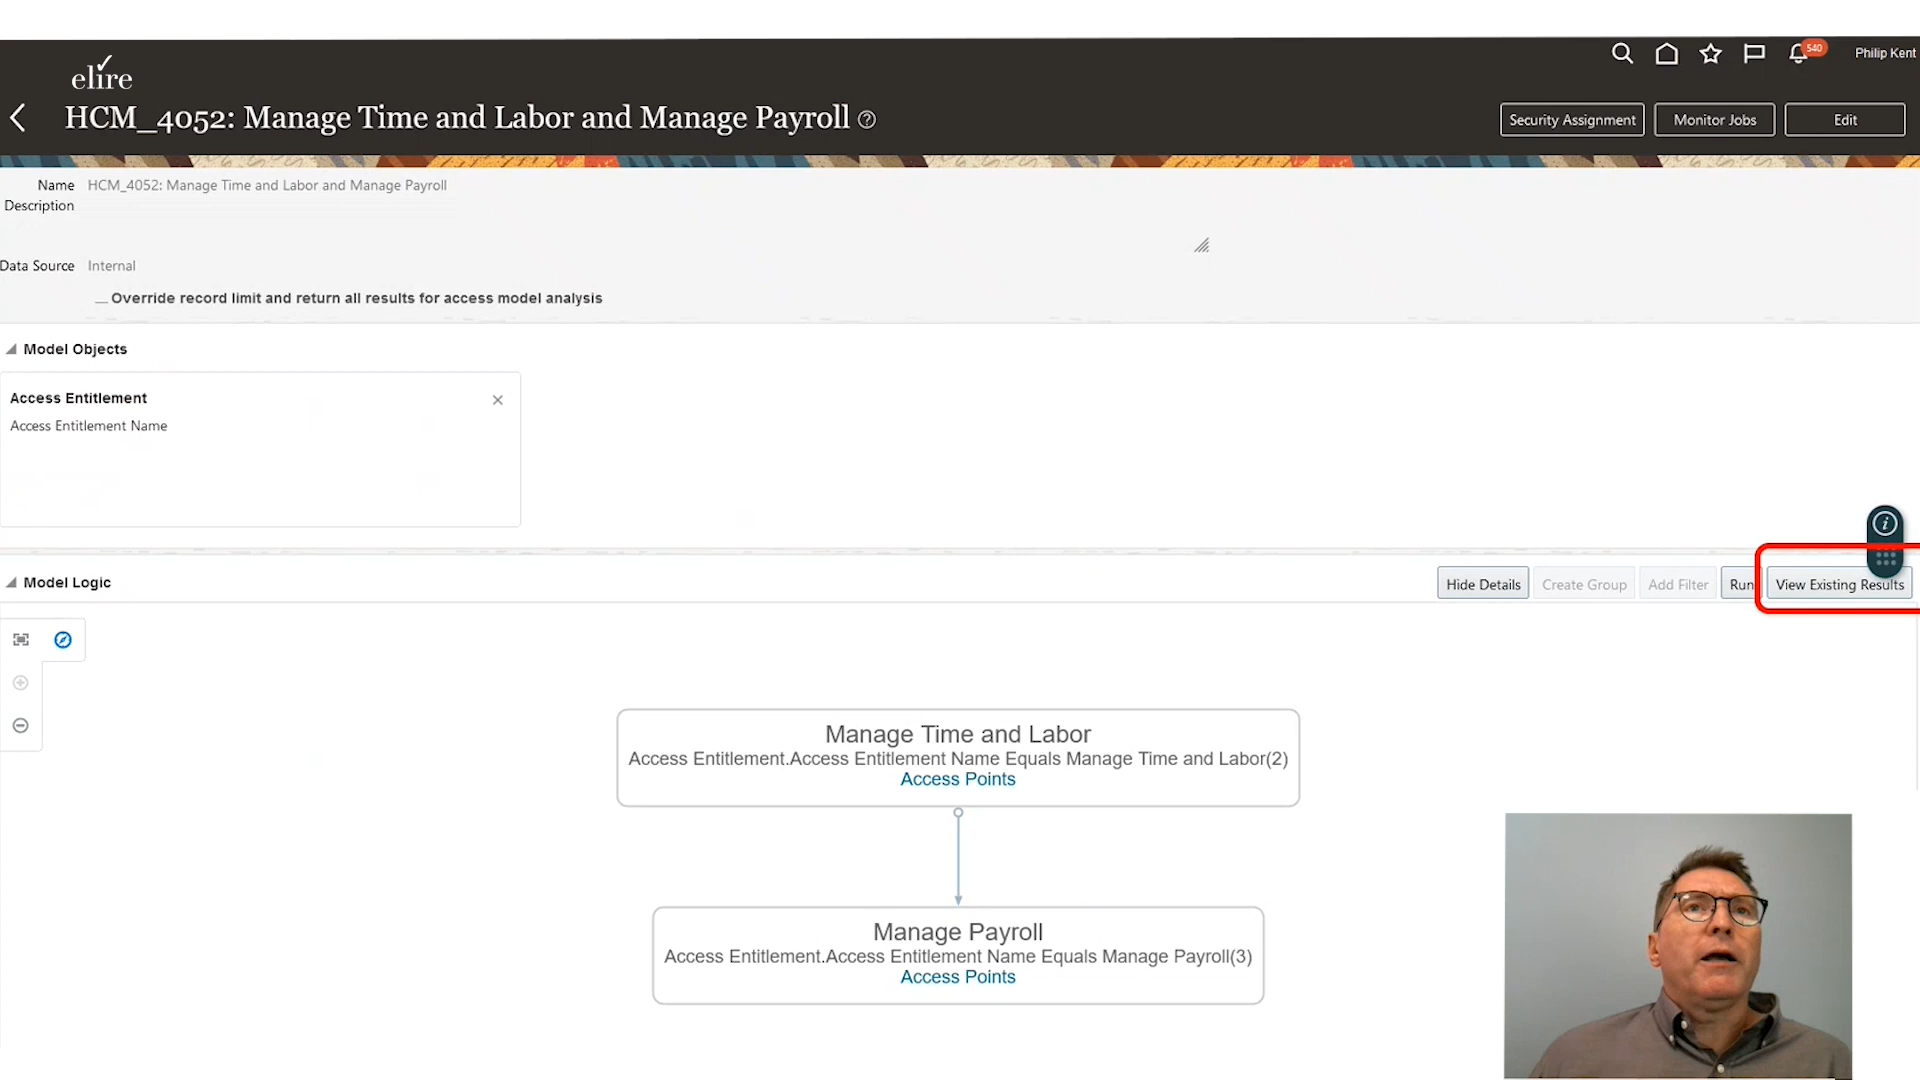 elire
540
Philip Kent
HCM_4052: Manage Time and Labor and Manage Payroll ?
Security Assignment
Monitor Jobs
Edit
Name HCM_4052: Manage Time and Labor and Manage Payroll
Description
Data Source Internal
Override record limit and return all results for access model analysis
Model Objects
Access Entitlement
Access Entitlement Name
Model Logic
Hide Details
Create Group
Add Filter
Run
View Existing Results
Manage Time and Labor
Access Entitlement.Access Entitlement Name Equals Manage Time and Labor(2)
Access Points
Manage Payroll
Access Entitlement.Access Entitlement Name Equals Manage Payroll(3)
Access Points